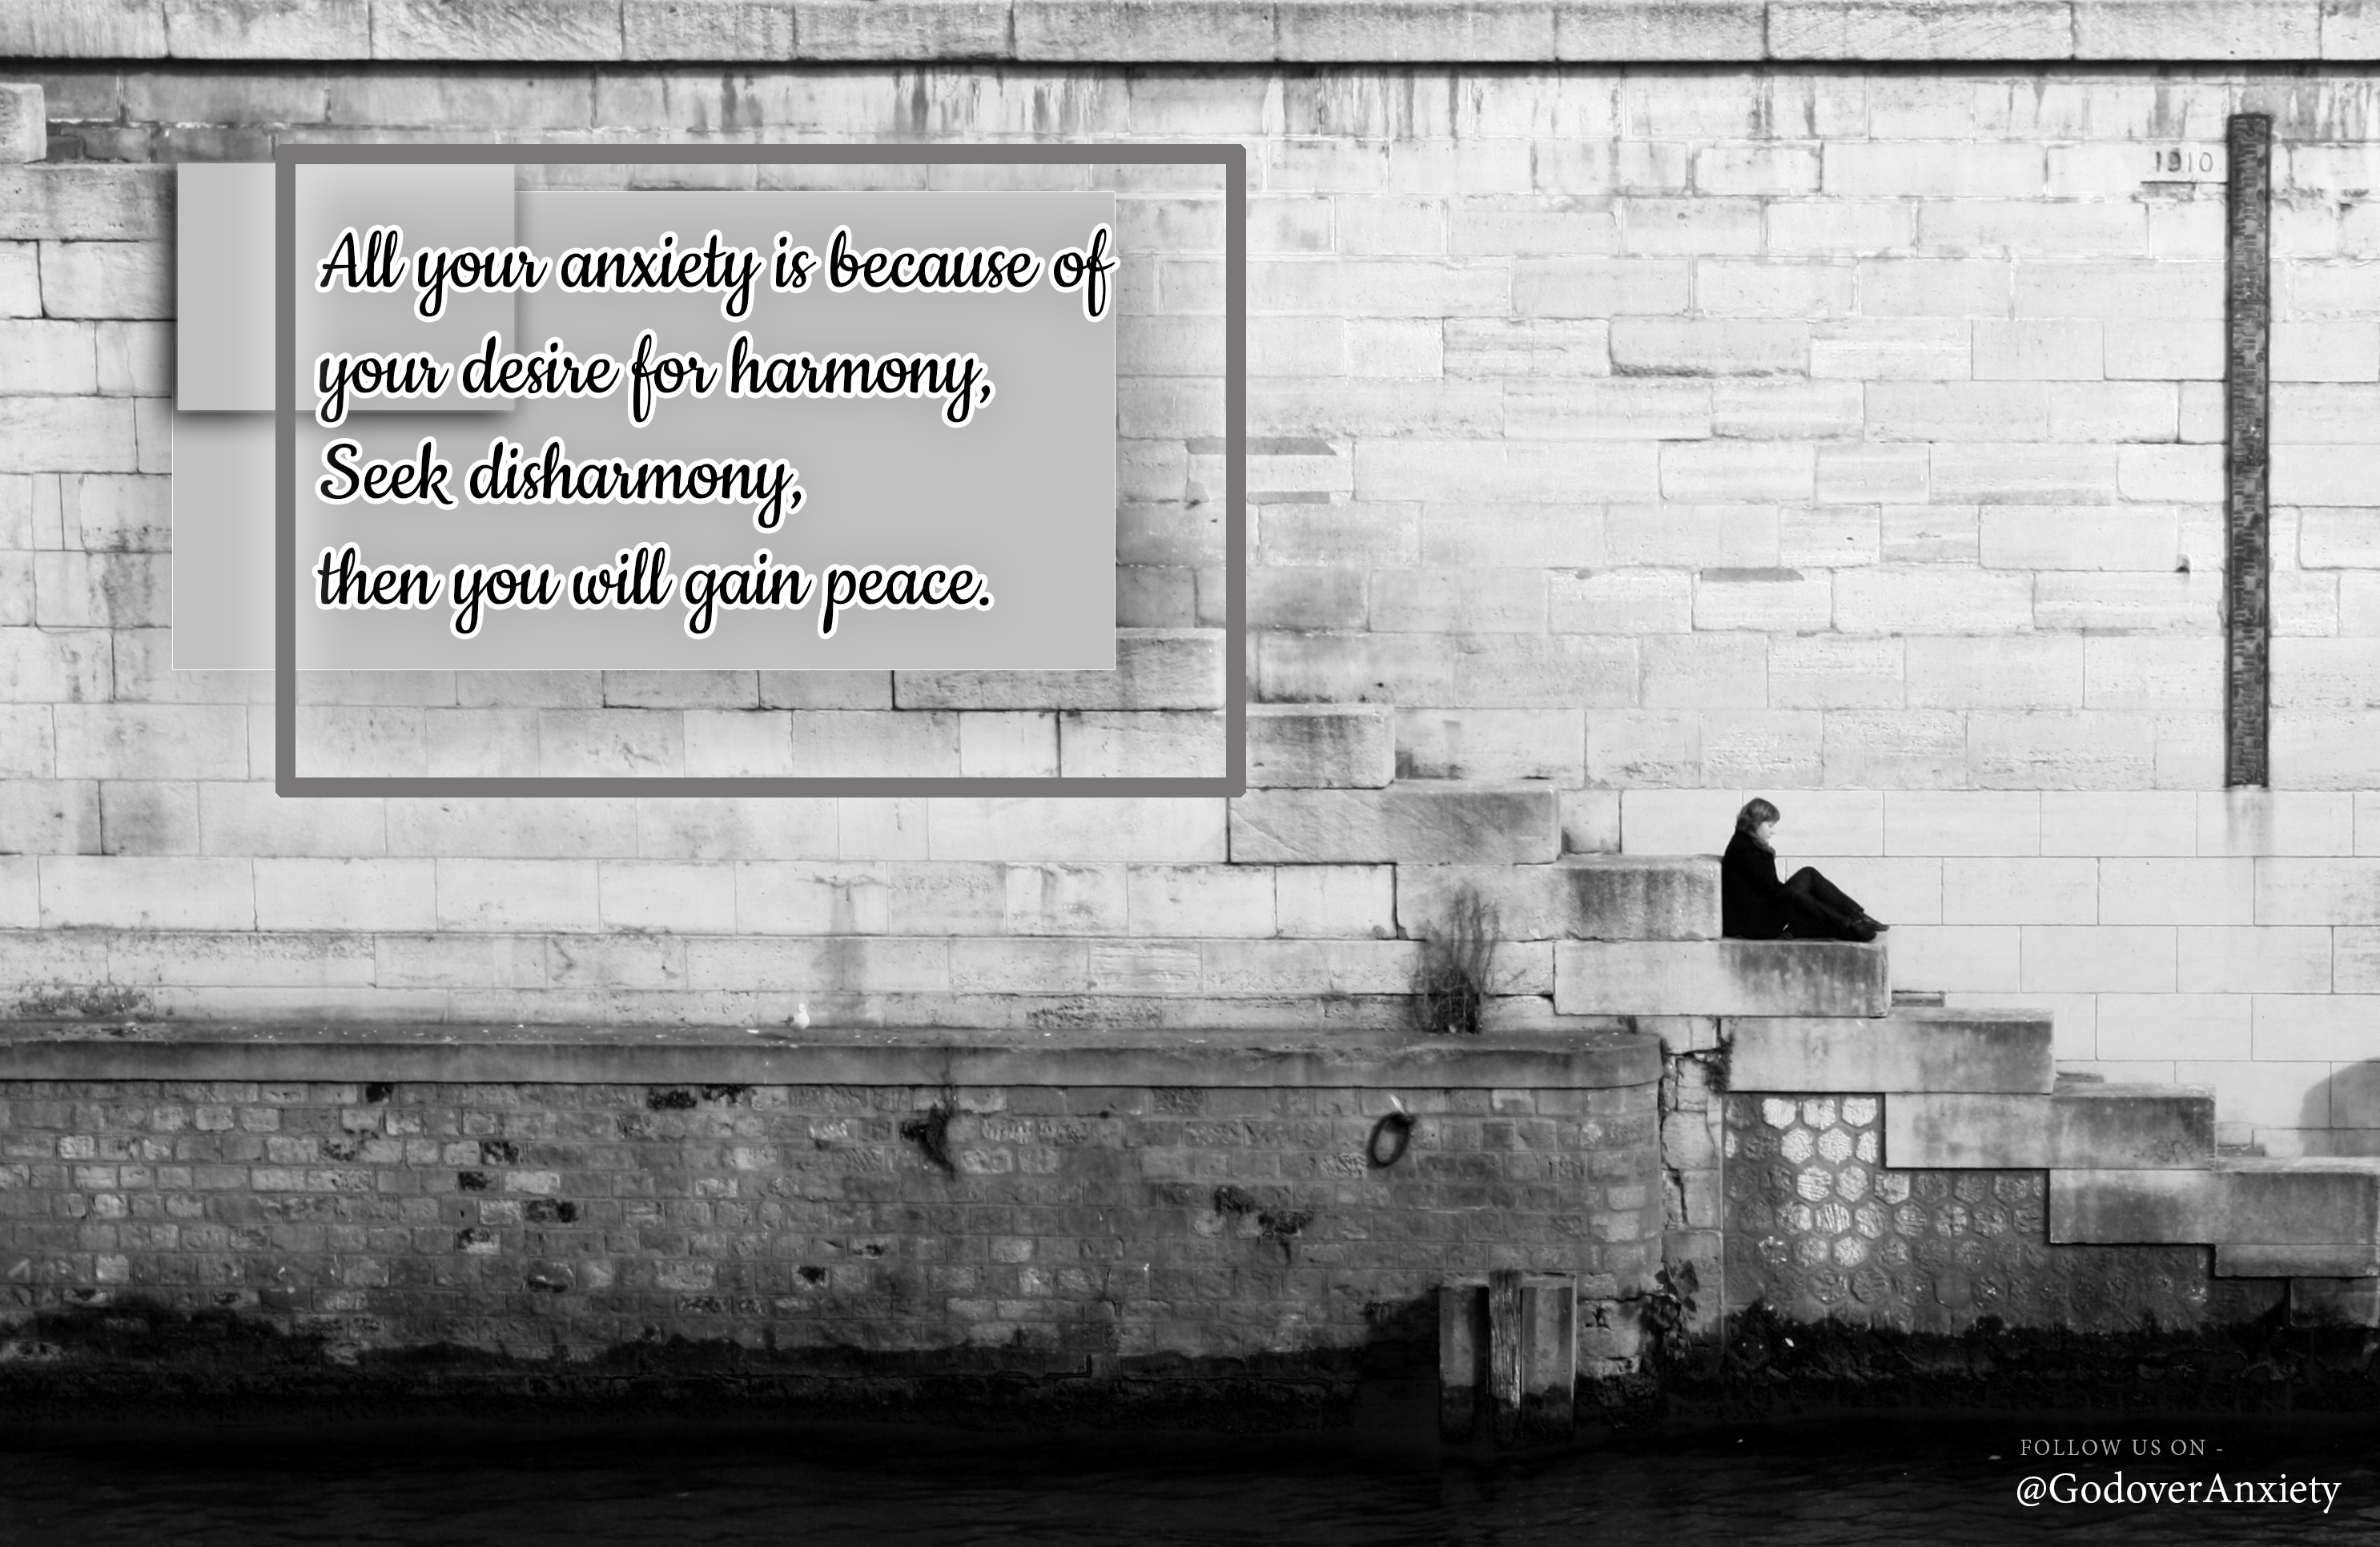 All your anxiety is because of
your desire for harmony,
Seek disharmony,
then you will gain peace.
1910
FOLLOW US ON -
@GodoverAnxiety